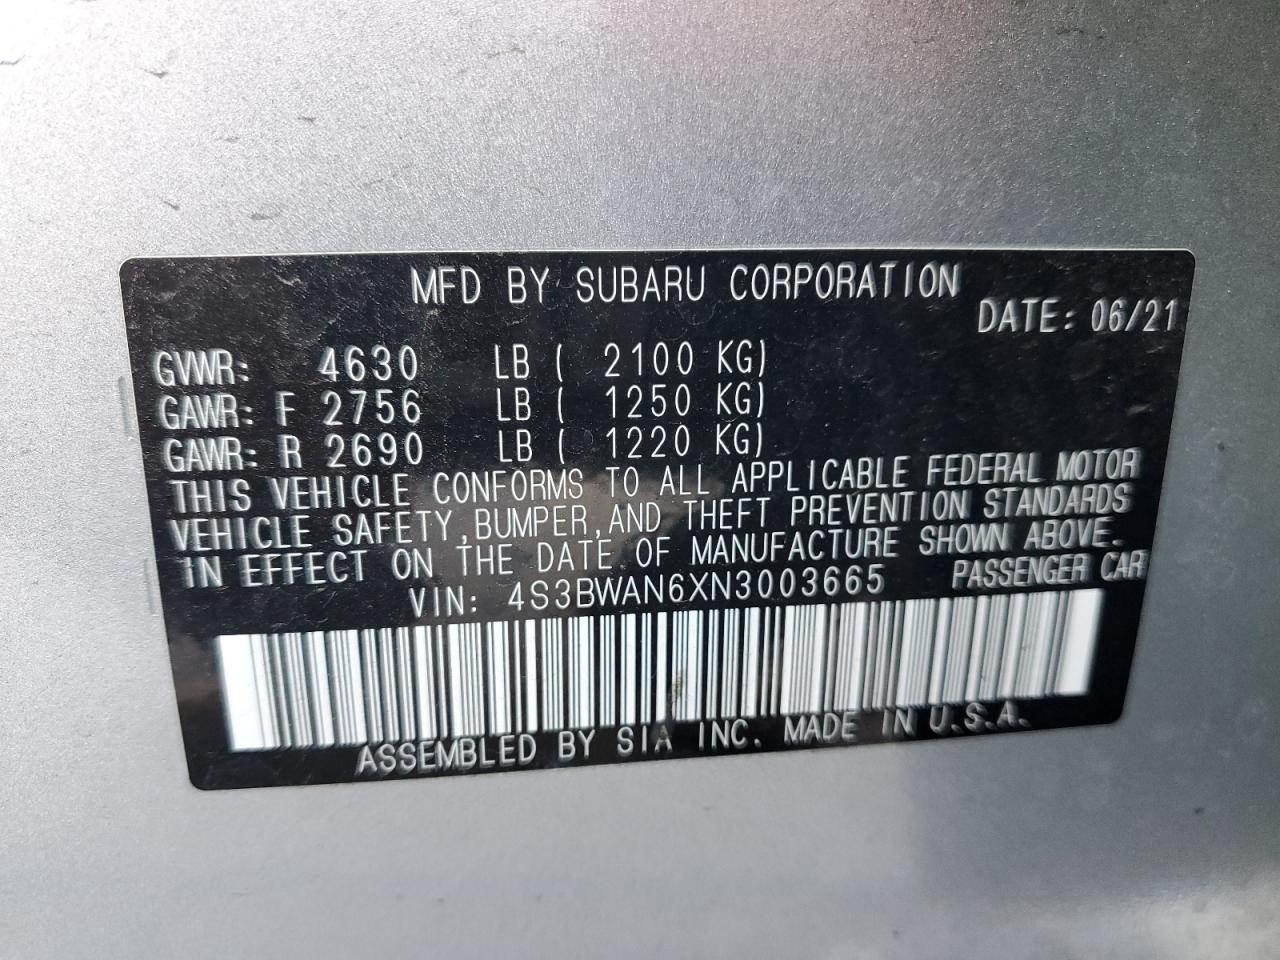 MFD BY SUBARU CORPORATION
DATE: 06/21
GVWR: 4630 LB ( 2100 KG)
GAWR: F 2756 LB ( 1250 KG)
GAWR: R 2690 LB ( 1220 KG)
THIS VEHICLE CONFORMS TO ALL APPLICABLE FEDERAL MOTOR
VEHICLE SAFETY,BUMPER,AND THEFT PREVENTION STANDARDS
IN EFFECT ON THE DATE OF MANUFACTURE SHOWN ABOVE.
VIN: 4S3BWAN6XN3003665 PASSENGER CAR
ASSEMBLED BY SIA INC. MADE IN U.S.A.